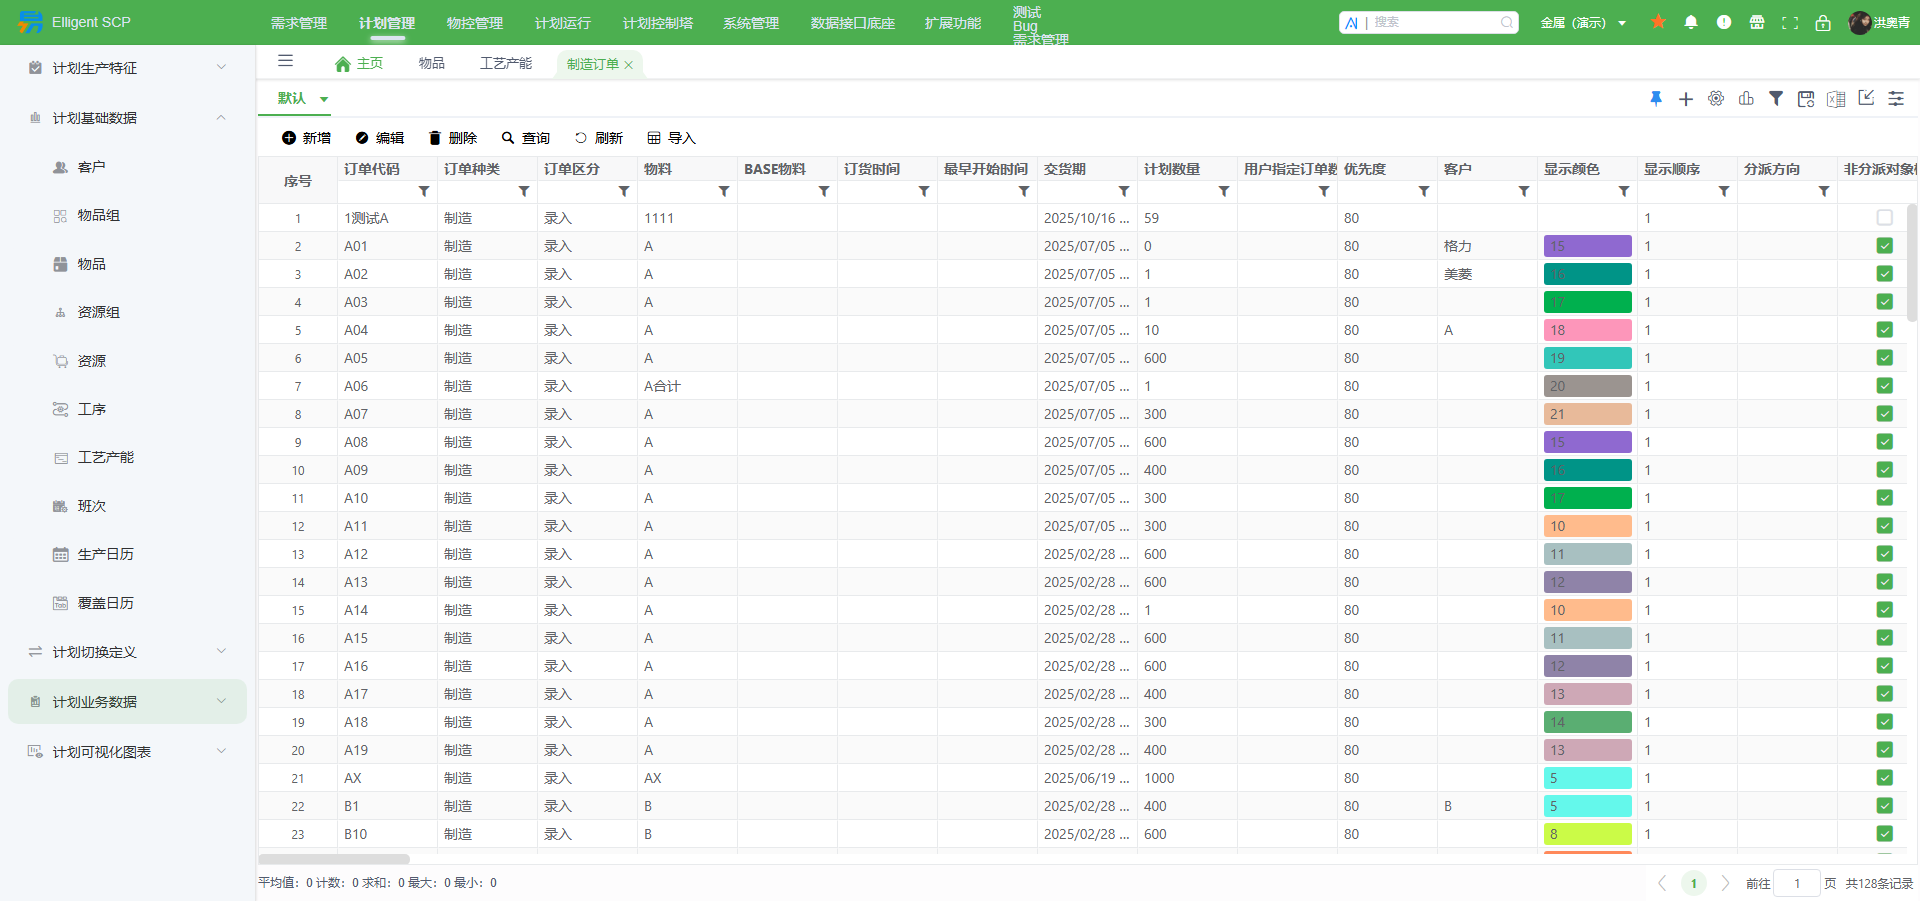 Elligent SCP
需求管理 计划管理 物控管理 计划运行 计划控制塔 系统管理 数据接口底座 扩展功能 测试 Bug 需求管理
AI | 搜索 金属（演示） 洪奥青
计划生产特征
计划基础数据
客户
物品组
物品
资源组
资源
工序
工艺产能
班次
生产日历
覆盖日历
计划切换定义
计划业务数据
计划可视化图表
主页 物品 工艺产能 制造订单
默认
新增 编辑 删除 查询 刷新 导入
序号 订单代码 订单种类 订单区分 物料 BASE物料 订货时间 最早开始时间 交货期 计划数量 用户指定订单数 优先度 客户 显示颜色 显示顺序 分派方向 非分派对象
1 1测试A 制造 录入 1111 2025/10/16 ... 59 80 1
2 A01 制造 录入 A 2025/07/05 ... 0 80 格力 15 1
3 A02 制造 录入 A 2025/07/05 ... 1 80 美菱 16 1
4 A03 制造 录入 A 2025/07/05 ... 1 80 17 1
5 A04 制造 录入 A 2025/07/05 ... 10 80 A 18 1
6 A05 制造 录入 A 2025/07/05 ... 600 80 19 1
7 A06 制造 录入 A合计 2025/07/05 ... 1 80 20 1
8 A07 制造 录入 A 2025/07/05 ... 300 80 21 1
9 A08 制造 录入 A 2025/07/05 ... 600 80 15 1
10 A09 制造 录入 A 2025/07/05 ... 400 80 16 1
11 A10 制造 录入 A 2025/07/05 ... 300 80 17 1
12 A11 制造 录入 A 2025/07/05 ... 300 80 10 1
13 A12 制造 录入 A 2025/02/28 ... 600 80 11 1
14 A13 制造 录入 A 2025/02/28 ... 600 80 12 1
15 A14 制造 录入 A 2025/02/28 ... 1 80 10 1
16 A15 制造 录入 A 2025/02/28 ... 600 80 11 1
17 A16 制造 录入 A 2025/02/28 ... 600 80 12 1
18 A17 制造 录入 A 2025/02/28 ... 400 80 13 1
19 A18 制造 录入 A 2025/02/28 ... 300 80 14 1
20 A19 制造 录入 A 2025/02/28 ... 400 80 13 1
21 AX 制造 录入 AX 2025/06/19 ... 1000 80 5 1
22 B1 制造 录入 B 2025/02/28 ... 400 80 B 5 1
23 B10 制造 录入 B 2025/02/28 ... 600 80 8 1
平均值：0 计数：0 求和：0 最大：0 最小：0
1 前往 1 页 共128条记录